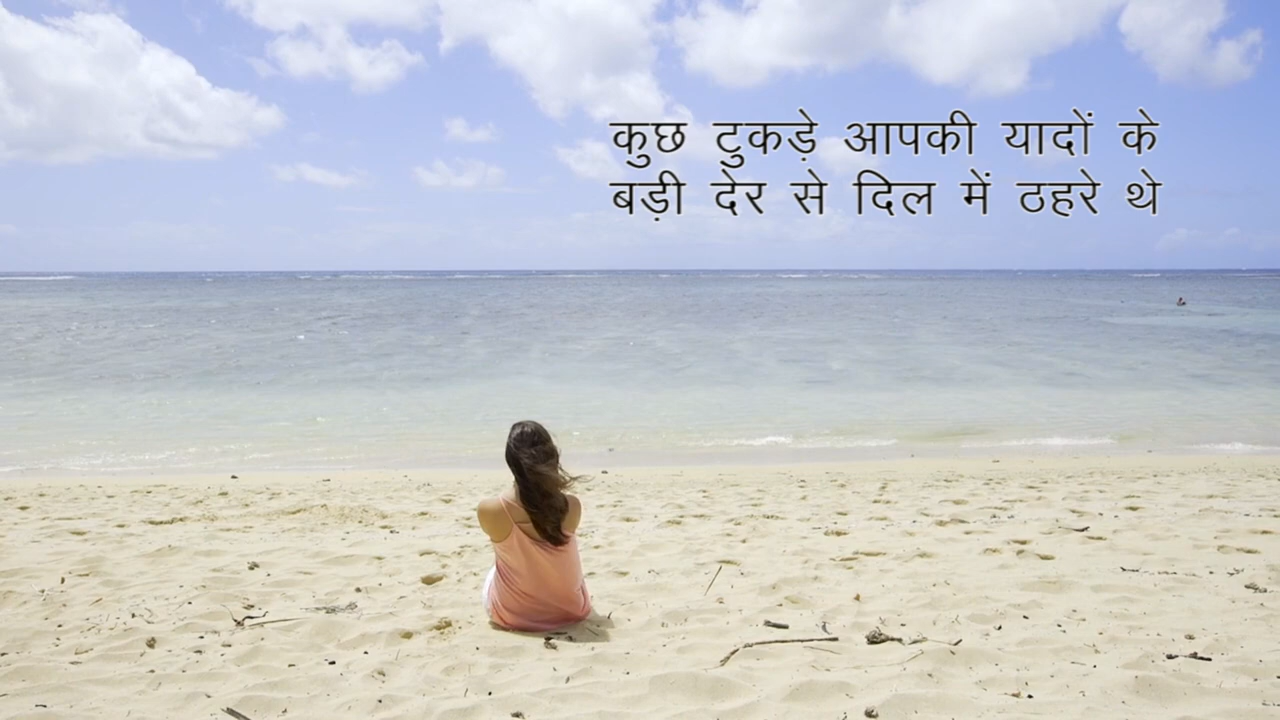 कुछ टुकड़े आपकी यादों के
बड़ी देर से दिल में ठहरे थे